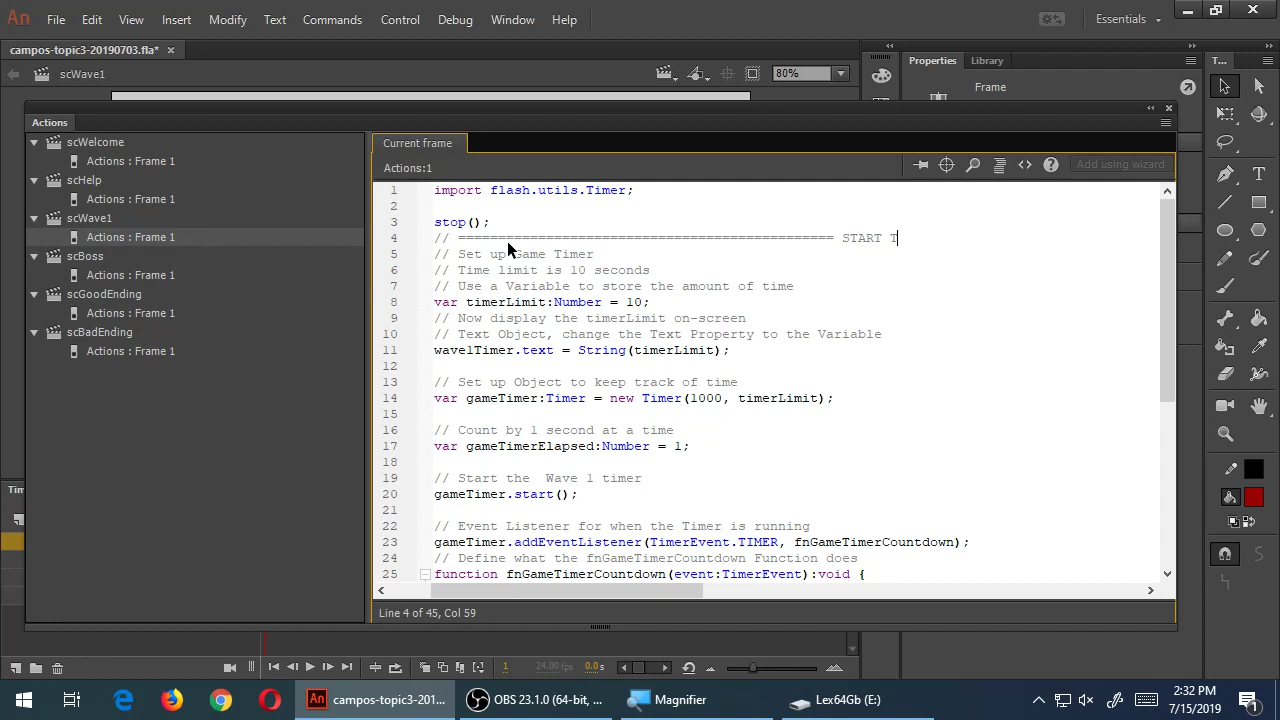 An File Edit View Insert Modify Text Commands Control Debug Window Help Essentials
campos-topic3-20190703.fla* ×
scWave1 80%
Properties Library T...
Frame
Actions
scWelcome
Actions : Frame 1
scHelp
Actions : Frame 1
scWave1
Actions : Frame 1
scBoss
Actions : Frame 1
scGoodEnding
Actions : Frame 1
scBadEnding
Actions : Frame 1
Current frame
Actions:1 Add using wizard
1 import flash.utils.Timer;
2
3 stop();
4 // =============================================== START T
5 // Set up Game Timer
6 // Time limit is 10 seconds
7 // Use a Variable to store the amount of time
8 var timerLimit:Number = 10;
9 // Now display the timerLimit on-screen
10 // Text Object, change the Text Property to the Variable
11 wave1Timer.text = String(timerLimit);
12
13 // Set up Object to keep track of time
14 var gameTimer:Timer = new Timer(1000, timerLimit);
15
16 // Count by 1 second at a time
17 var gameTimerElapsed:Number = 1;
18
19 // Start the  Wave 1 timer
20 gameTimer.start();
21
22 // Event Listener for when the Timer is running
23 gameTimer.addEventListener(TimerEvent.TIMER, fnGameTimerCountdown);
24 // Define what the fnGameTimerCountdown Function does
25 function fnGameTimerCountdown(event:TimerEvent):void {
Line 4 of 45, Col 59
Tim
1 24.00 fps 0.0 s
An campos-topic3-201... OBS 23.1.0 (64-bit, ... Magnifier Lex64Gb (E:)
2:32 PM
7/15/2019
1